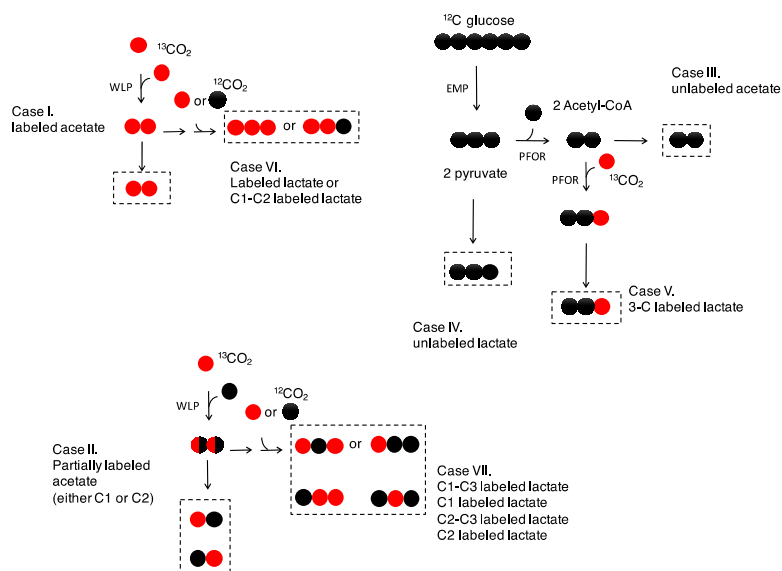 ¹³CO₂
WLP
or
¹²CO₂
Case I.
labeled acetate
or
Case VI.
Labeled lactate or
C1-C2 labeled lactate
¹²C glucose
EMP
2 Acetyl-CoA
PFOR
2 pyruvate
Case III.
unlabeled acetate
PFOR
¹³CO₂
Case IV.
unlabeled lactate
Case V.
3-C labeled lactate
¹³CO₂
WLP
or
¹²CO₂
Case II.
Partially labeled
acetate
(either C1 or C2)
or
Case VII.
C1-C3 labeled lactate
C1 labeled lactate
C2-C3 labeled lactate
C2 labeled lactate